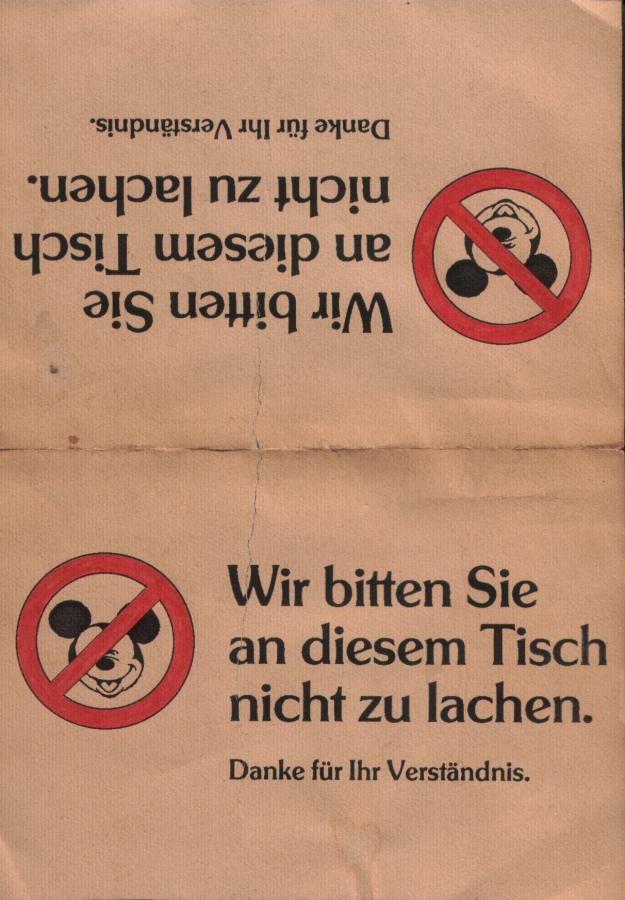 Wir bitten Sie
an diesem Tisch
nicht zu lachen.
Danke für Ihr Verständnis.
Wir bitten Sie
an diesem Tisch
nicht zu lachen.
Danke für Ihr Verständnis.